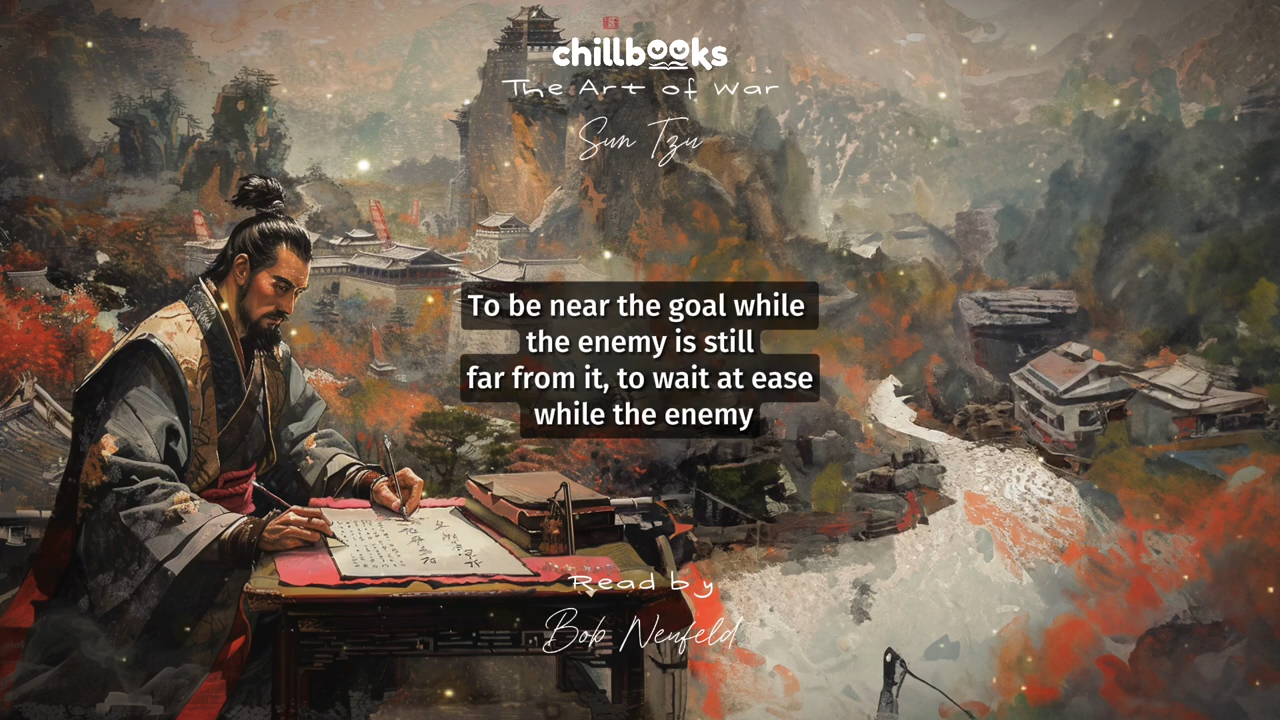 chillbooks
The Art of War
Sun Tzu
To be near the goal while
the enemy is still
far from it, to wait at ease
while the enemy
Read by
Bob Neufeld